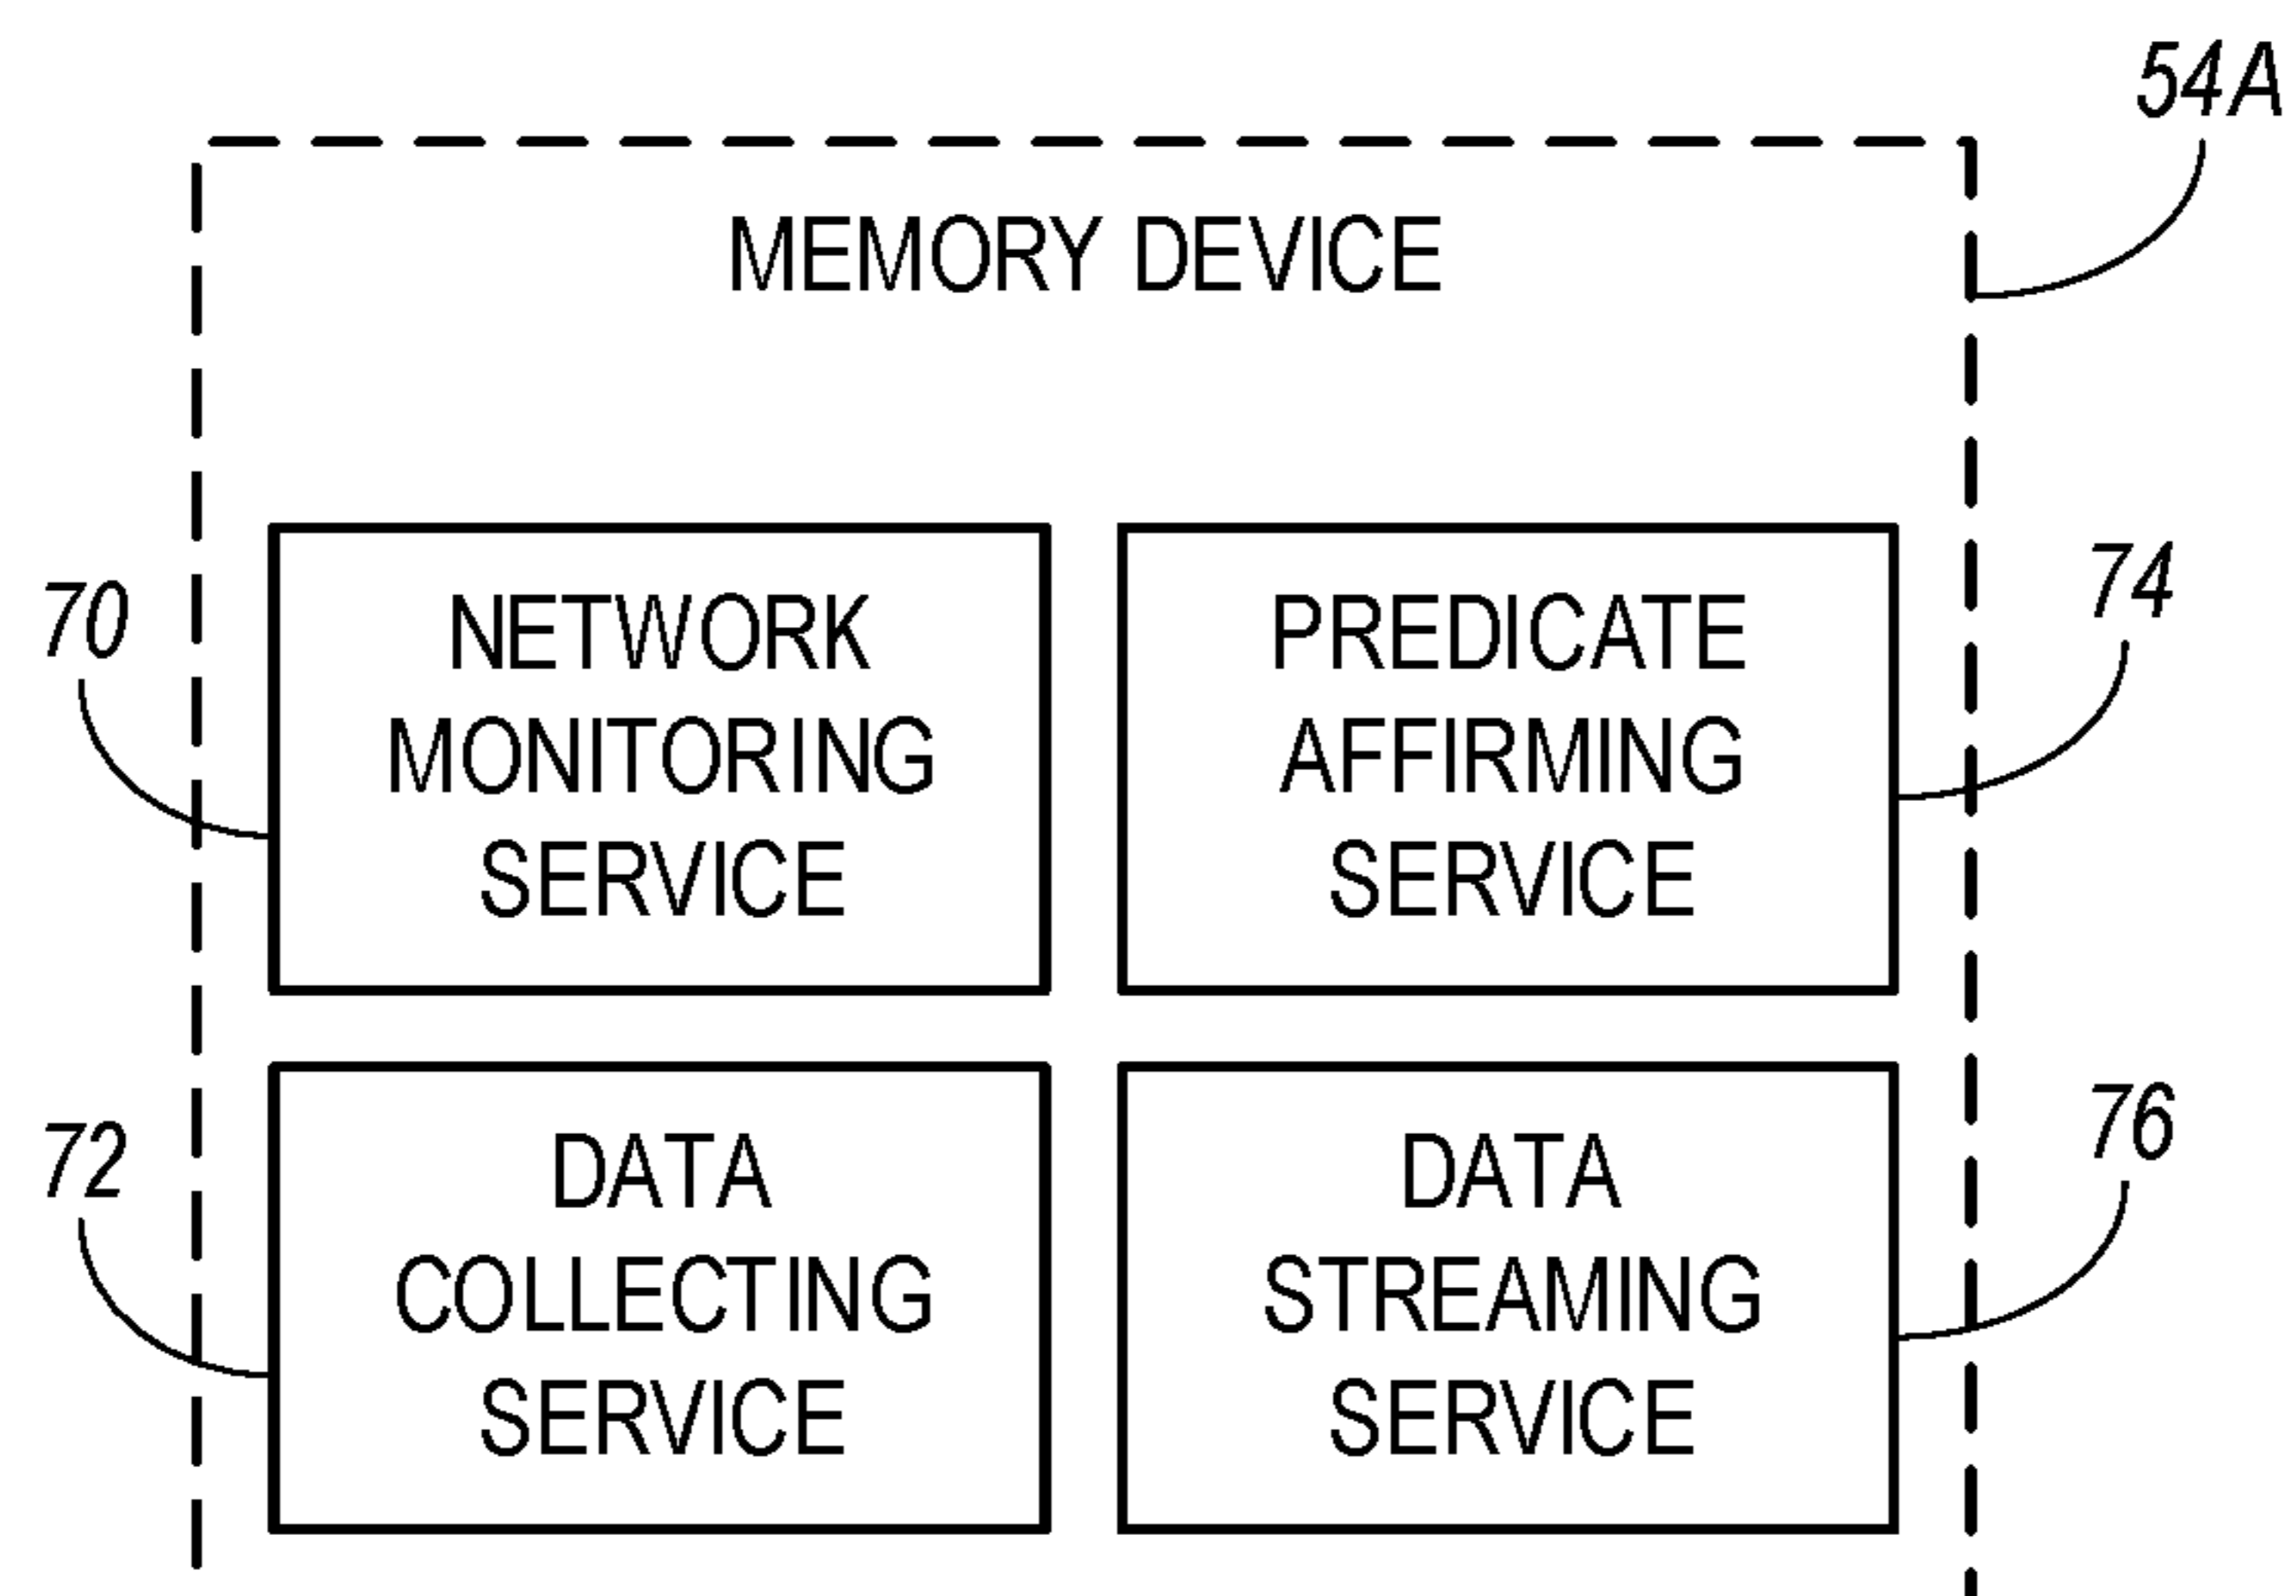 54A
MEMORY DEVICE
70
NETWORK
MONITORING
SERVICE
74
PREDICATE
AFFIRMING
SERVICE
72
DATA
COLLECTING
SERVICE
76
DATA
STREAMING
SERVICE